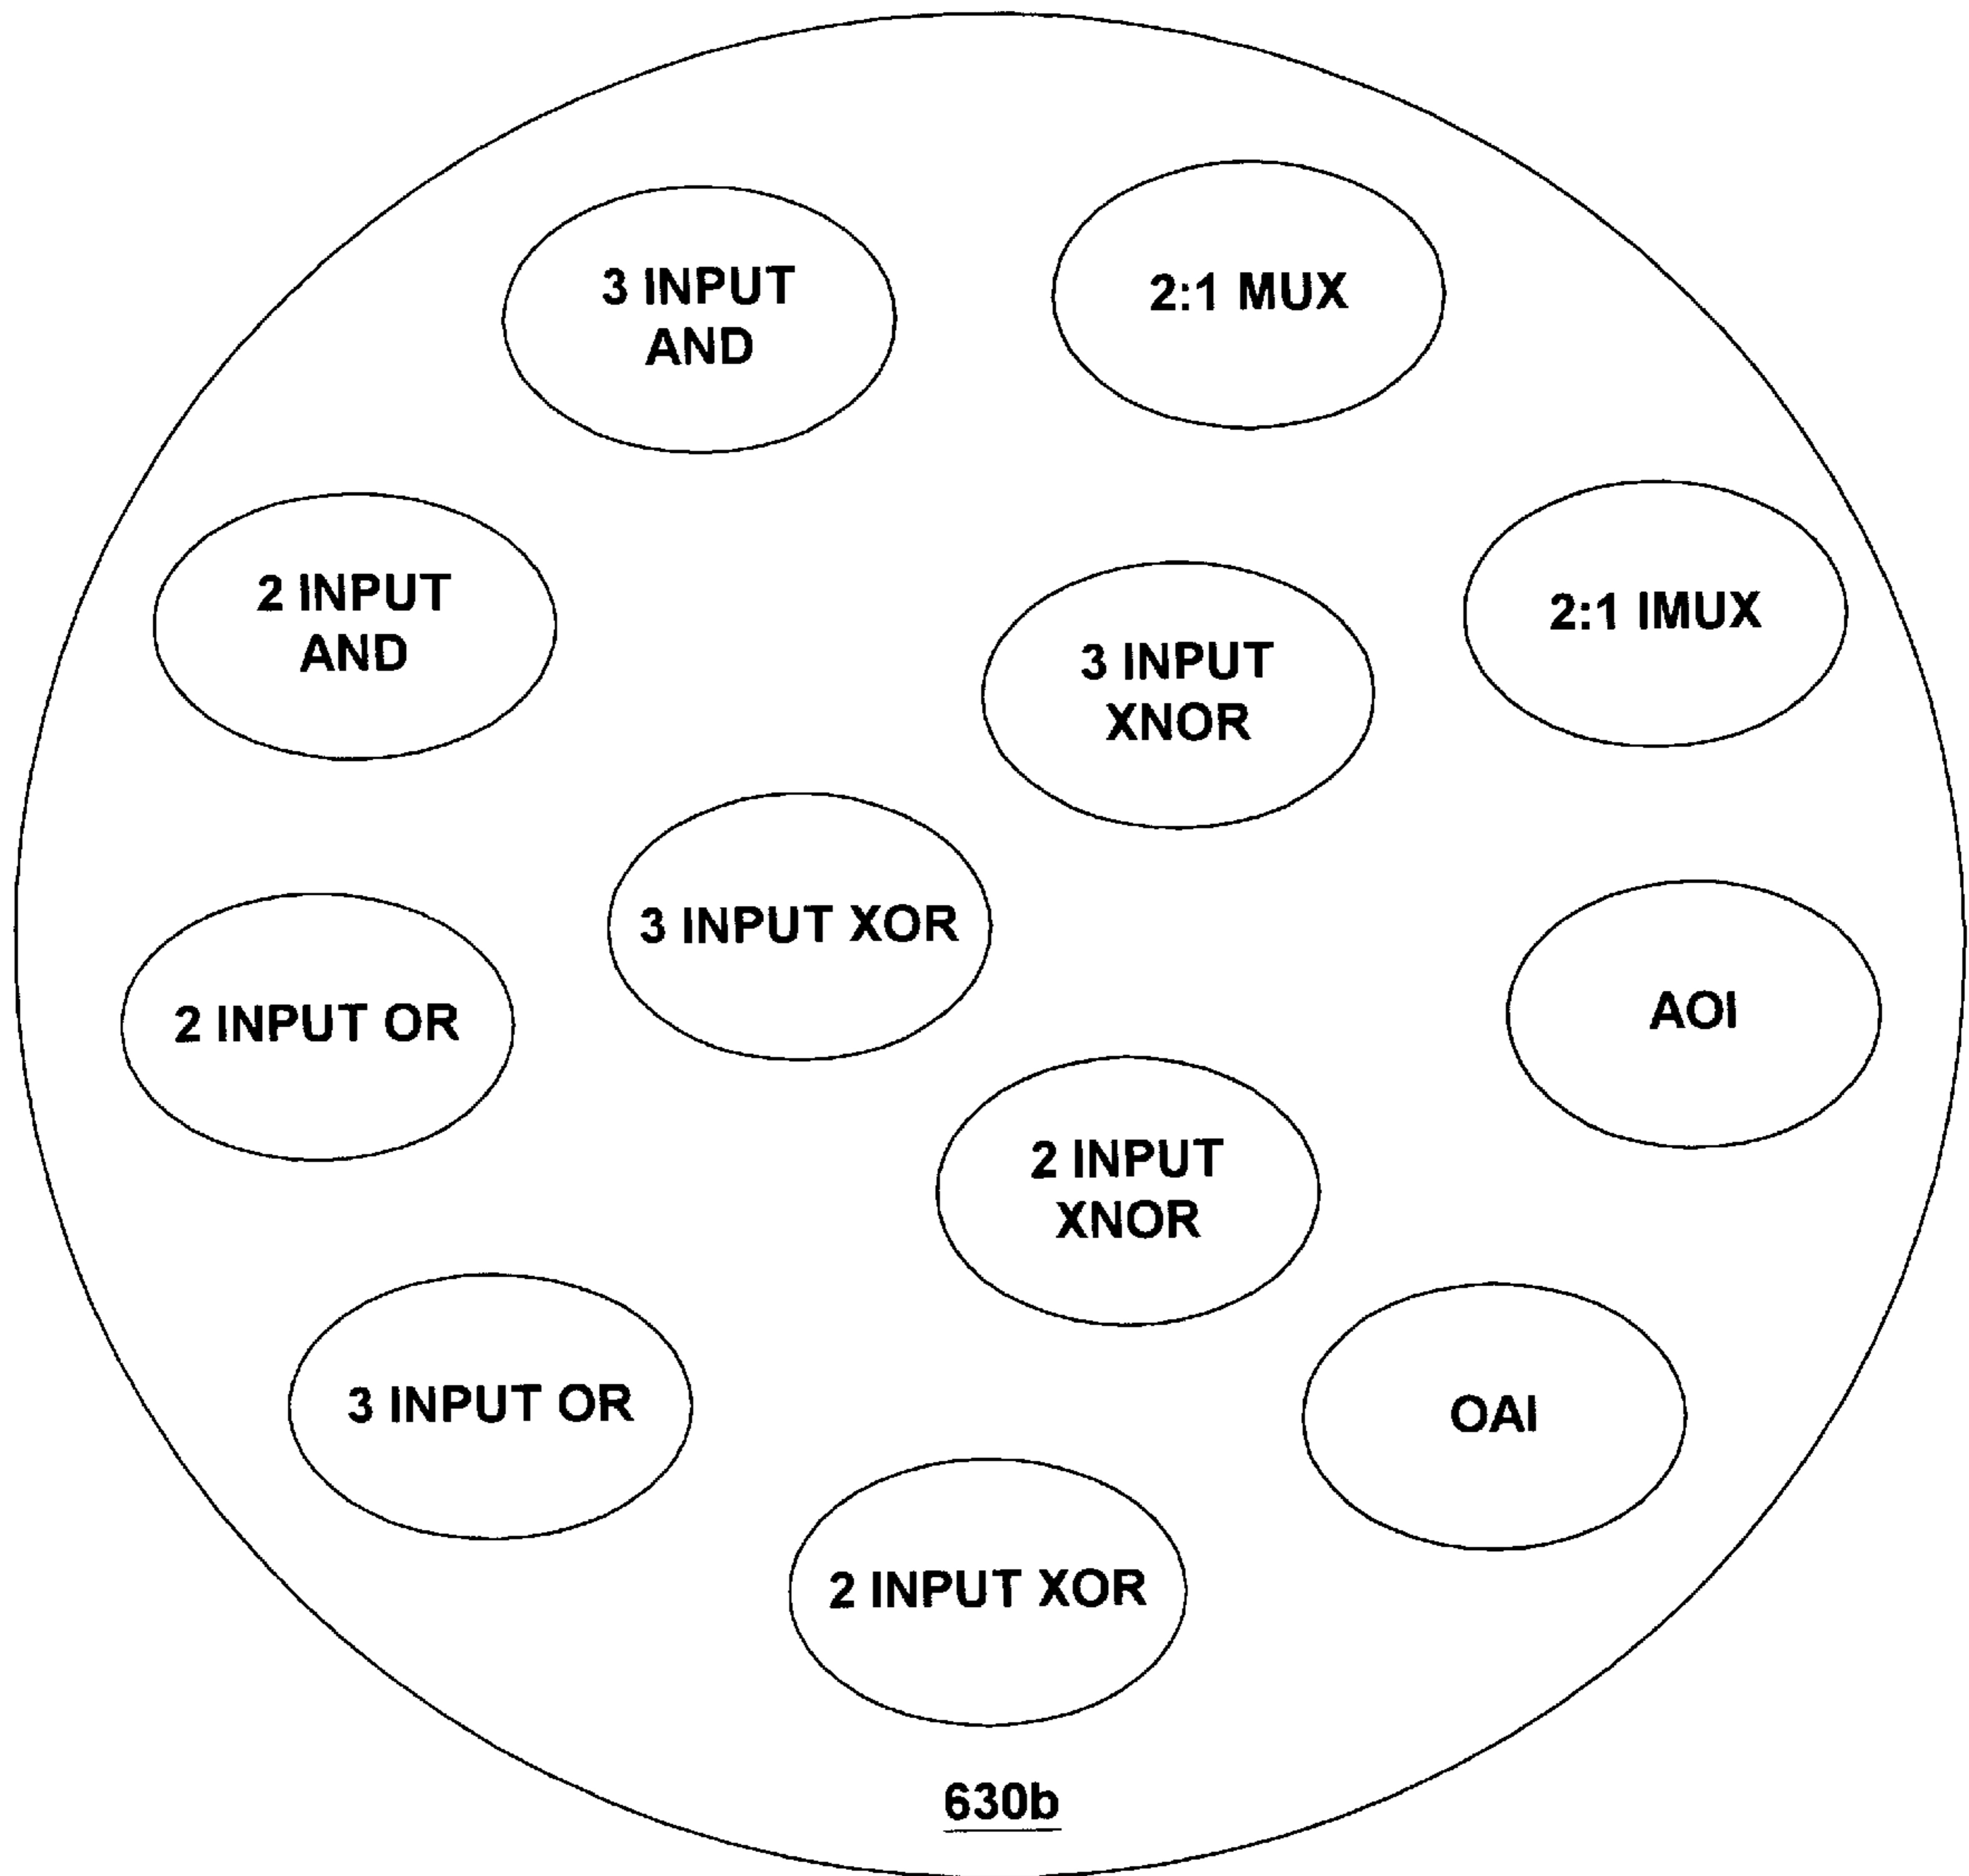 3 INPUT
AND
2:1 MUX
2 INPUT
AND
2:1 IMUX
3 INPUT
XNOR
3 INPUT XOR
2 INPUT OR
AOI
2 INPUT
XNOR
3 INPUT OR
OAI
2 INPUT XOR
630b